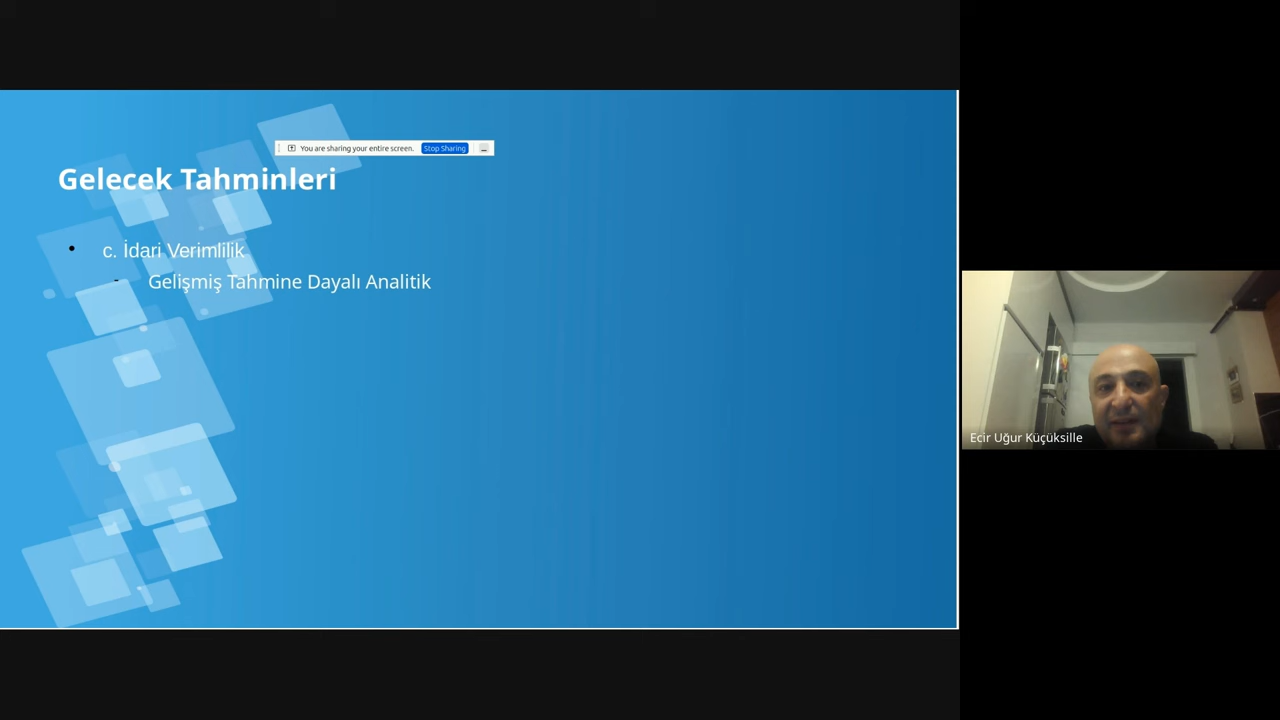 You are sharing your entire screen. Stop Sharing
Gelecek Tahminleri
c. İdari Verimlilik
Gelişmiş Tahmine Dayalı Analitik
Ecir Uğur Küçüksille